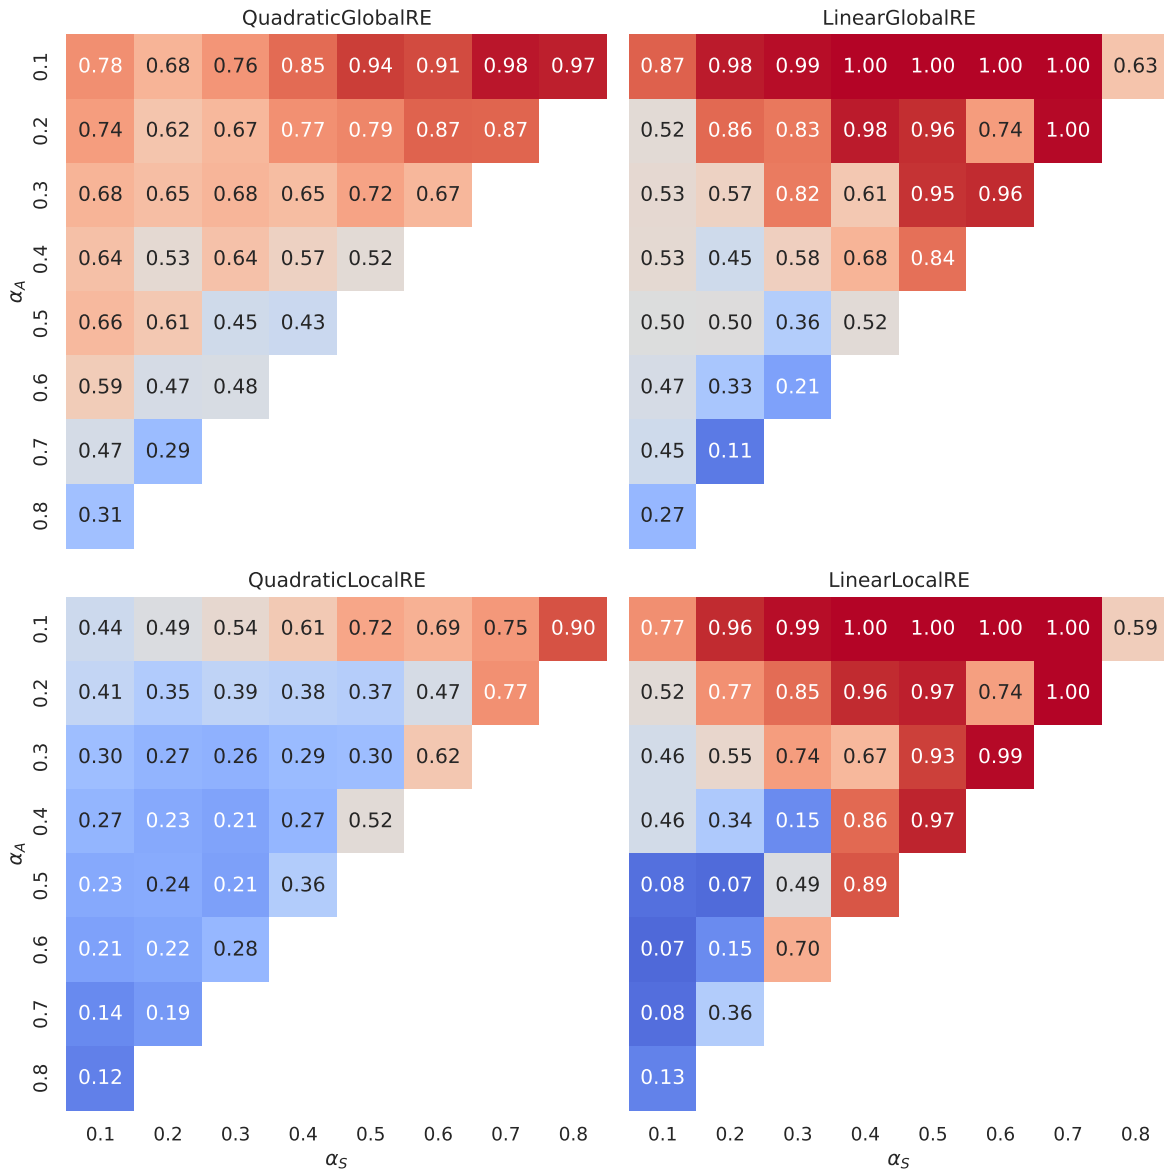 QuadraticGlobalRE LinearGlobalRE
0.1 0.78 0.68 0.76 0.85 0.94 0.91 0.98 0.97 0.87 0.98 0.99 1.00 1.00 1.00 1.00 0.63
0.2 0.74 0.62 0.67 0.77 0.79 0.87 0.87 0.52 0.86 0.83 0.98 0.96 0.74 1.00
0.3 0.68 0.65 0.68 0.65 0.72 0.67 0.53 0.57 0.82 0.61 0.95 0.96
0.4 0.64 0.53 0.64 0.57 0.52 0.53 0.45 0.58 0.68 0.84
α_A
0.5 0.66 0.61 0.45 0.43 0.50 0.50 0.36 0.52
0.6 0.59 0.47 0.48 0.47 0.33 0.21
0.7 0.47 0.29 0.45 0.11
0.8 0.31 0.27
QuadraticLocalRE LinearLocalRE
0.1 0.44 0.49 0.54 0.61 0.72 0.69 0.75 0.90 0.77 0.96 0.99 1.00 1.00 1.00 1.00 0.59
0.2 0.41 0.35 0.39 0.38 0.37 0.47 0.77 0.52 0.77 0.85 0.96 0.97 0.74 1.00
0.3 0.30 0.27 0.26 0.29 0.30 0.62 0.46 0.55 0.74 0.67 0.93 0.99
0.4 0.27 0.23 0.21 0.27 0.52 0.46 0.34 0.15 0.86 0.97
α_A
0.5 0.23 0.24 0.21 0.36 0.08 0.07 0.49 0.89
0.6 0.21 0.22 0.28 0.07 0.15 0.70
0.7 0.14 0.19 0.08 0.36
0.8 0.12 0.13
0.1 0.2 0.3 0.4 0.5 0.6 0.7 0.8 0.1 0.2 0.3 0.4 0.5 0.6 0.7 0.8
α_S α_S